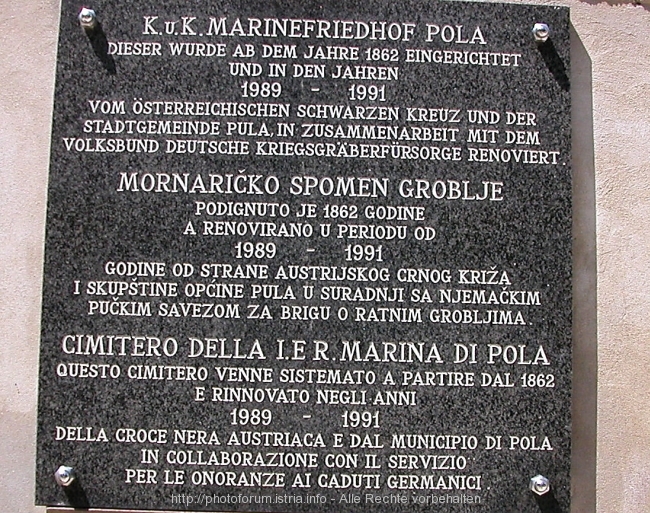 K.u.K. MARINEFRIEDHOF POLA
DIESER WURDE AB DEM JAHRE 1862 EINGERICHTET
UND IN DEN JAHREN
1989 - 1991
VOM ÖSTERREICHISCHEN SCHWARZEN KREUZ UND DER
STADTGEMEINDE PULA, IN ZUSAMMENARBEIT MIT DEM
VOLKSBUND DEUTSCHE KRIEGSGRÄBERFÜRSORGE RENOVIERT.
MORNARIČKO SPOMEN GROBLJE
PODIGNUTO JE 1862 GODINE
A RENOVIRANO U PERIODU OD
1989 - 1991
GODINE OD STRANE AUSTRIJSKOG CRNOG KRIŽA
I SKUPŠTINE OPĆINE PULA U SURADNJI SA NJEMAČKIM
PUČKIM SAVEZOM ZA BRIGU O RATNIM GROBLJIMA.
CIMITERO DELLA I.E R. MARINA DI POLA
QUESTO CIMITERO VENNE SISTEMATO A PARTIRE DAL 1862
E RINNOVATO NEGLI ANNI
1989 - 1991
DELLA CROCE NERA AUSTRIACA E DAL MUNICIPIO DI POLA
IN COLLABORAZIONE CON IL SERVIZIO
PER LE ONORANZE AI CADUTI GERMANICI.
http://photoforum.istria.info - Alle Rechte vorbehalten